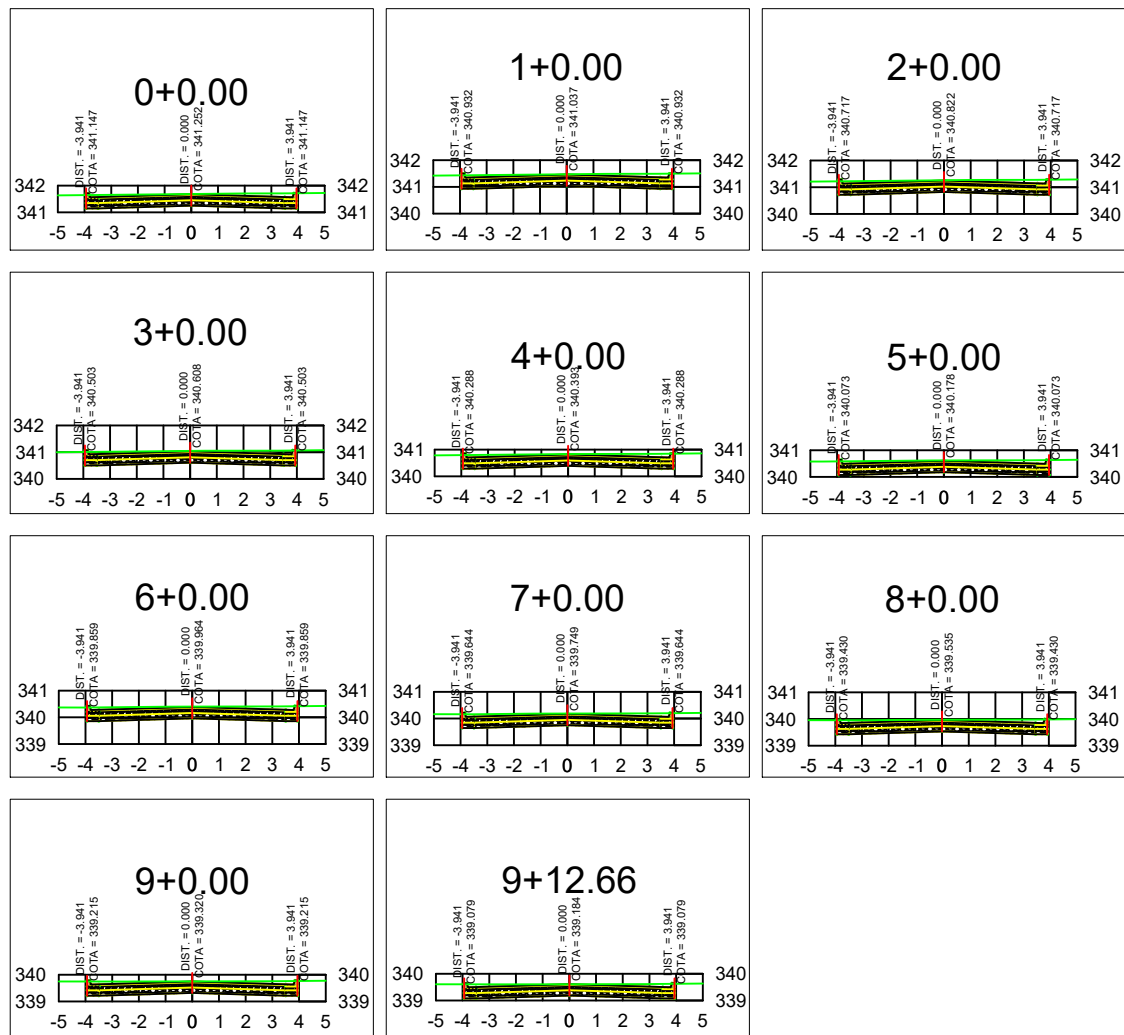 0+0.00
DIST. = -3.941
COTA = 341.147
DIST. = 0.000
COTA = 341.252
DIST. = 3.941
COTA = 341.147
342 342
341 341
-5 -4 -3 -2 -1 0 1 2 3 4 5
1+0.00
DIST. = -3.941
COTA = 340.932
DIST. = 0.000
COTA = 341.037
DIST. = 3.941
COTA = 340.932
342 342
341 341
340 340
-5 -4 -3 -2 -1 0 1 2 3 4 5
2+0.00
DIST. = -3.941
COTA = 340.717
DIST. = 0.000
COTA = 340.822
DIST. = 3.941
COTA = 340.717
342 342
341 341
340 340
-5 -4 -3 -2 -1 0 1 2 3 4 5
3+0.00
DIST. = -3.941
COTA = 340.503
DIST. = 0.000
COTA = 340.608
DIST. = 3.941
COTA = 340.503
342 342
341 341
340 340
-5 -4 -3 -2 -1 0 1 2 3 4 5
4+0.00
DIST. = -3.941
COTA = 340.288
DIST. = 0.000
COTA = 340.393
DIST. = 3.941
COTA = 340.288
341 341
340 340
-5 -4 -3 -2 -1 0 1 2 3 4 5
5+0.00
DIST. = -3.941
COTA = 340.073
DIST. = 0.000
COTA = 340.178
DIST. = 3.941
COTA = 340.073
341 341
340 340
-5 -4 -3 -2 -1 0 1 2 3 4 5
6+0.00
DIST. = -3.941
COTA = 339.859
DIST. = 0.000
COTA = 339.964
DIST. = 3.941
COTA = 339.859
341 341
340 340
339 339
-5 -4 -3 -2 -1 0 1 2 3 4 5
7+0.00
DIST. = -3.941
COTA = 339.644
DIST. = 0.000
COTA = 339.749
DIST. = 3.941
COTA = 339.644
341 341
340 340
339 339
-5 -4 -3 -2 -1 0 1 2 3 4 5
8+0.00
DIST. = -3.941
COTA = 339.430
DIST. = 0.000
COTA = 339.535
DIST. = 3.941
COTA = 339.430
341 341
340 340
339 339
-5 -4 -3 -2 -1 0 1 2 3 4 5
9+0.00
DIST. = -3.941
COTA = 339.215
DIST. = 0.000
COTA = 339.320
DIST. = 3.941
COTA = 339.215
340 340
339 339
-5 -4 -3 -2 -1 0 1 2 3 4 5
9+12.66
DIST. = -3.941
COTA = 339.079
DIST. = 0.000
COTA = 339.184
DIST. = 3.941
COTA = 339.079
340 340
339 339
-5 -4 -3 -2 -1 0 1 2 3 4 5